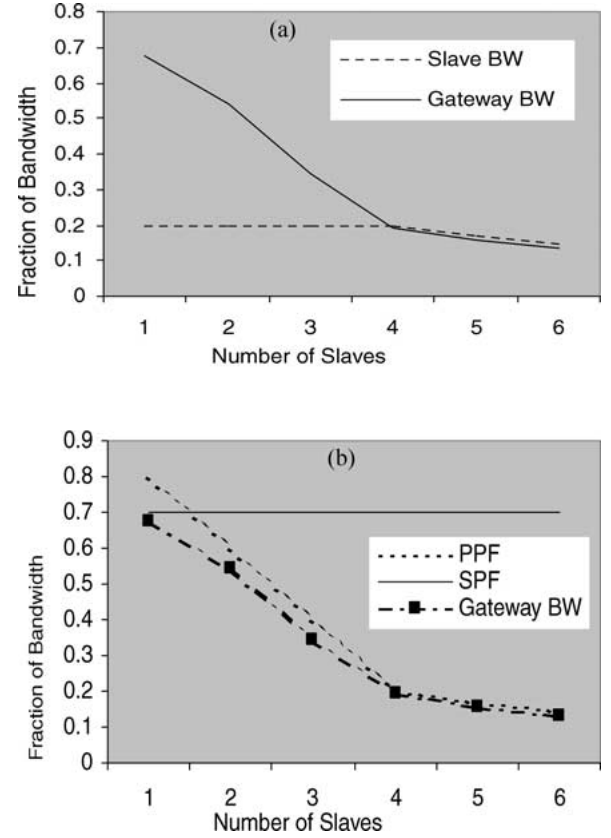 (a)
0.8
0.7
0.6
0.5
0.4
0.3
0.2
0.1
0
Fraction of Bandwidth
Slave BW
Gateway BW
1 2 3 4 5 6
Number of Slaves
(b)
0.9
0.8
0.7
0.6
0.5
0.4
0.3
0.2
0.1
0
Fraction of Bandwidth
PPF
SPF
Gateway BW
1 2 3 4 5 6
Number of Slaves